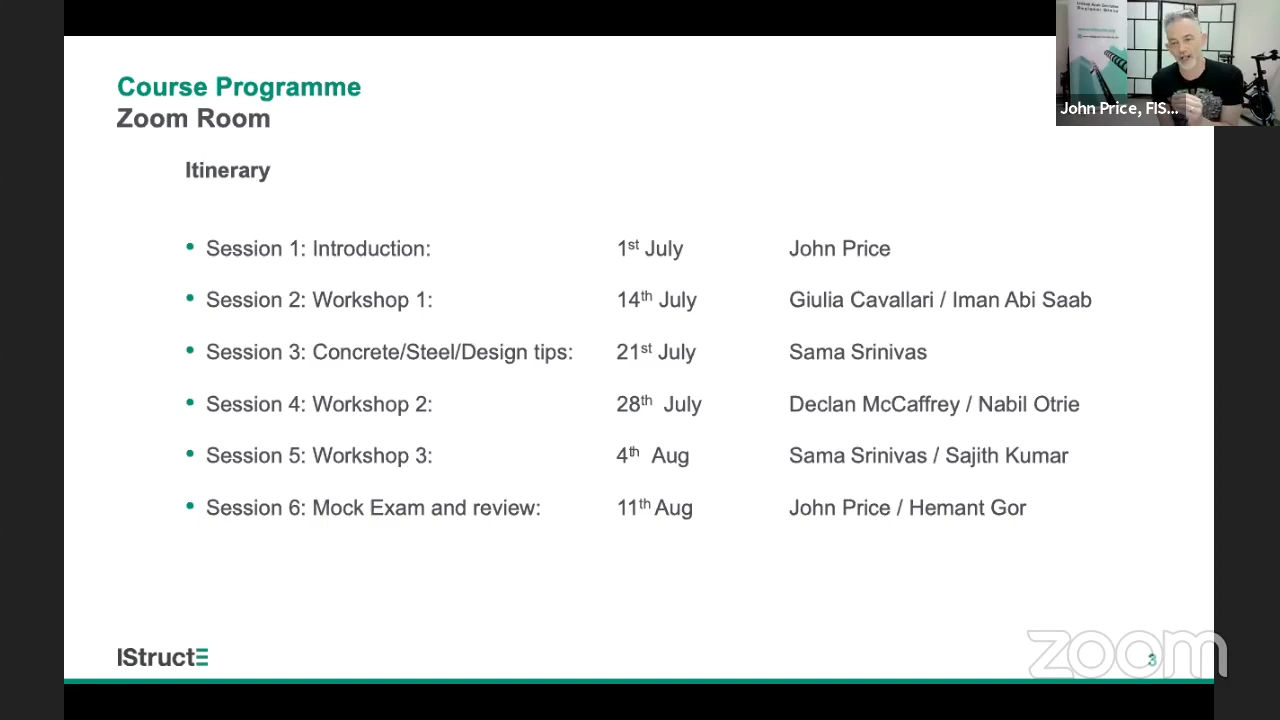 Course Programme
Zoom Room
Itinerary
• Session 1: Introduction: 1st July John Price
• Session 2: Workshop 1: 14th July Giulia Cavallari / Iman Abi Saab
• Session 3: Concrete/Steel/Design tips: 21st July Sama Srinivas
• Session 4: Workshop 2: 28th July Declan McCaffrey / Nabil Otrie
• Session 5: Workshop 3: 4th Aug Sama Srinivas / Sajith Kumar
• Session 6: Mock Exam and review: 11th Aug John Price / Hemant Gor
John Price, FIS...
IStructE
zoom
3